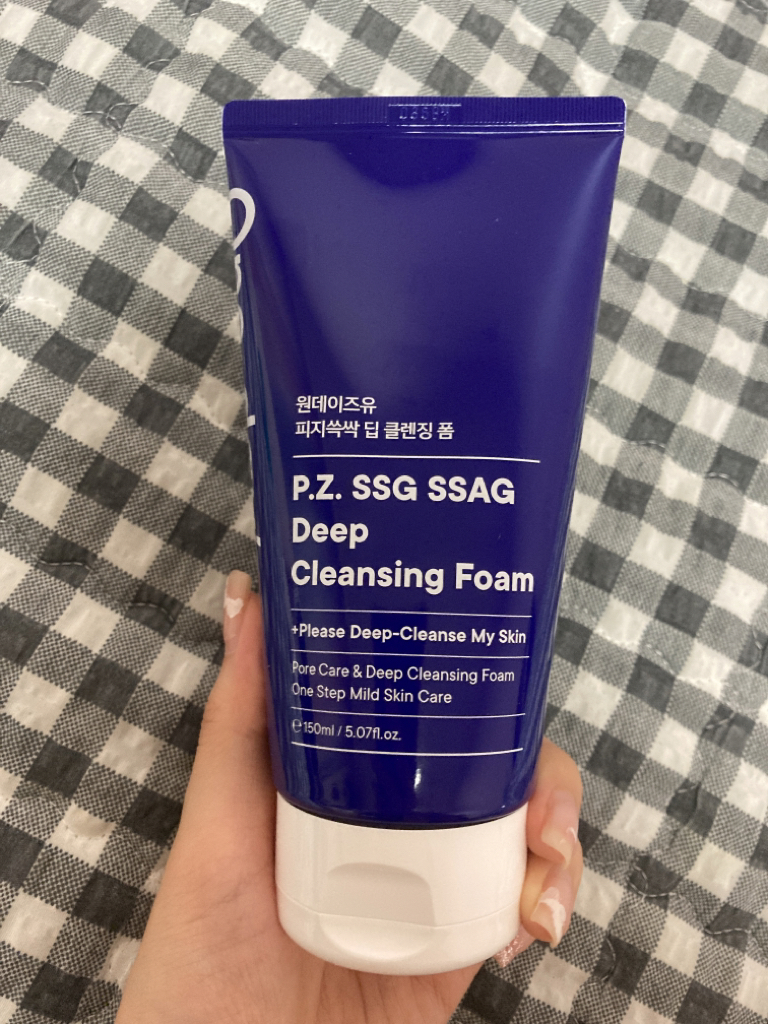 원데이즈유
피지쓱싹 딥 클렌징 폼
P.Z. SSG SSAG
Deep
Cleansing Foam
+Please Deep-Cleanse My Skin
Pore Care & Deep Cleansing Foam
One Step Mild Skin Care
℮ 150ml / 5.07fl.oz.